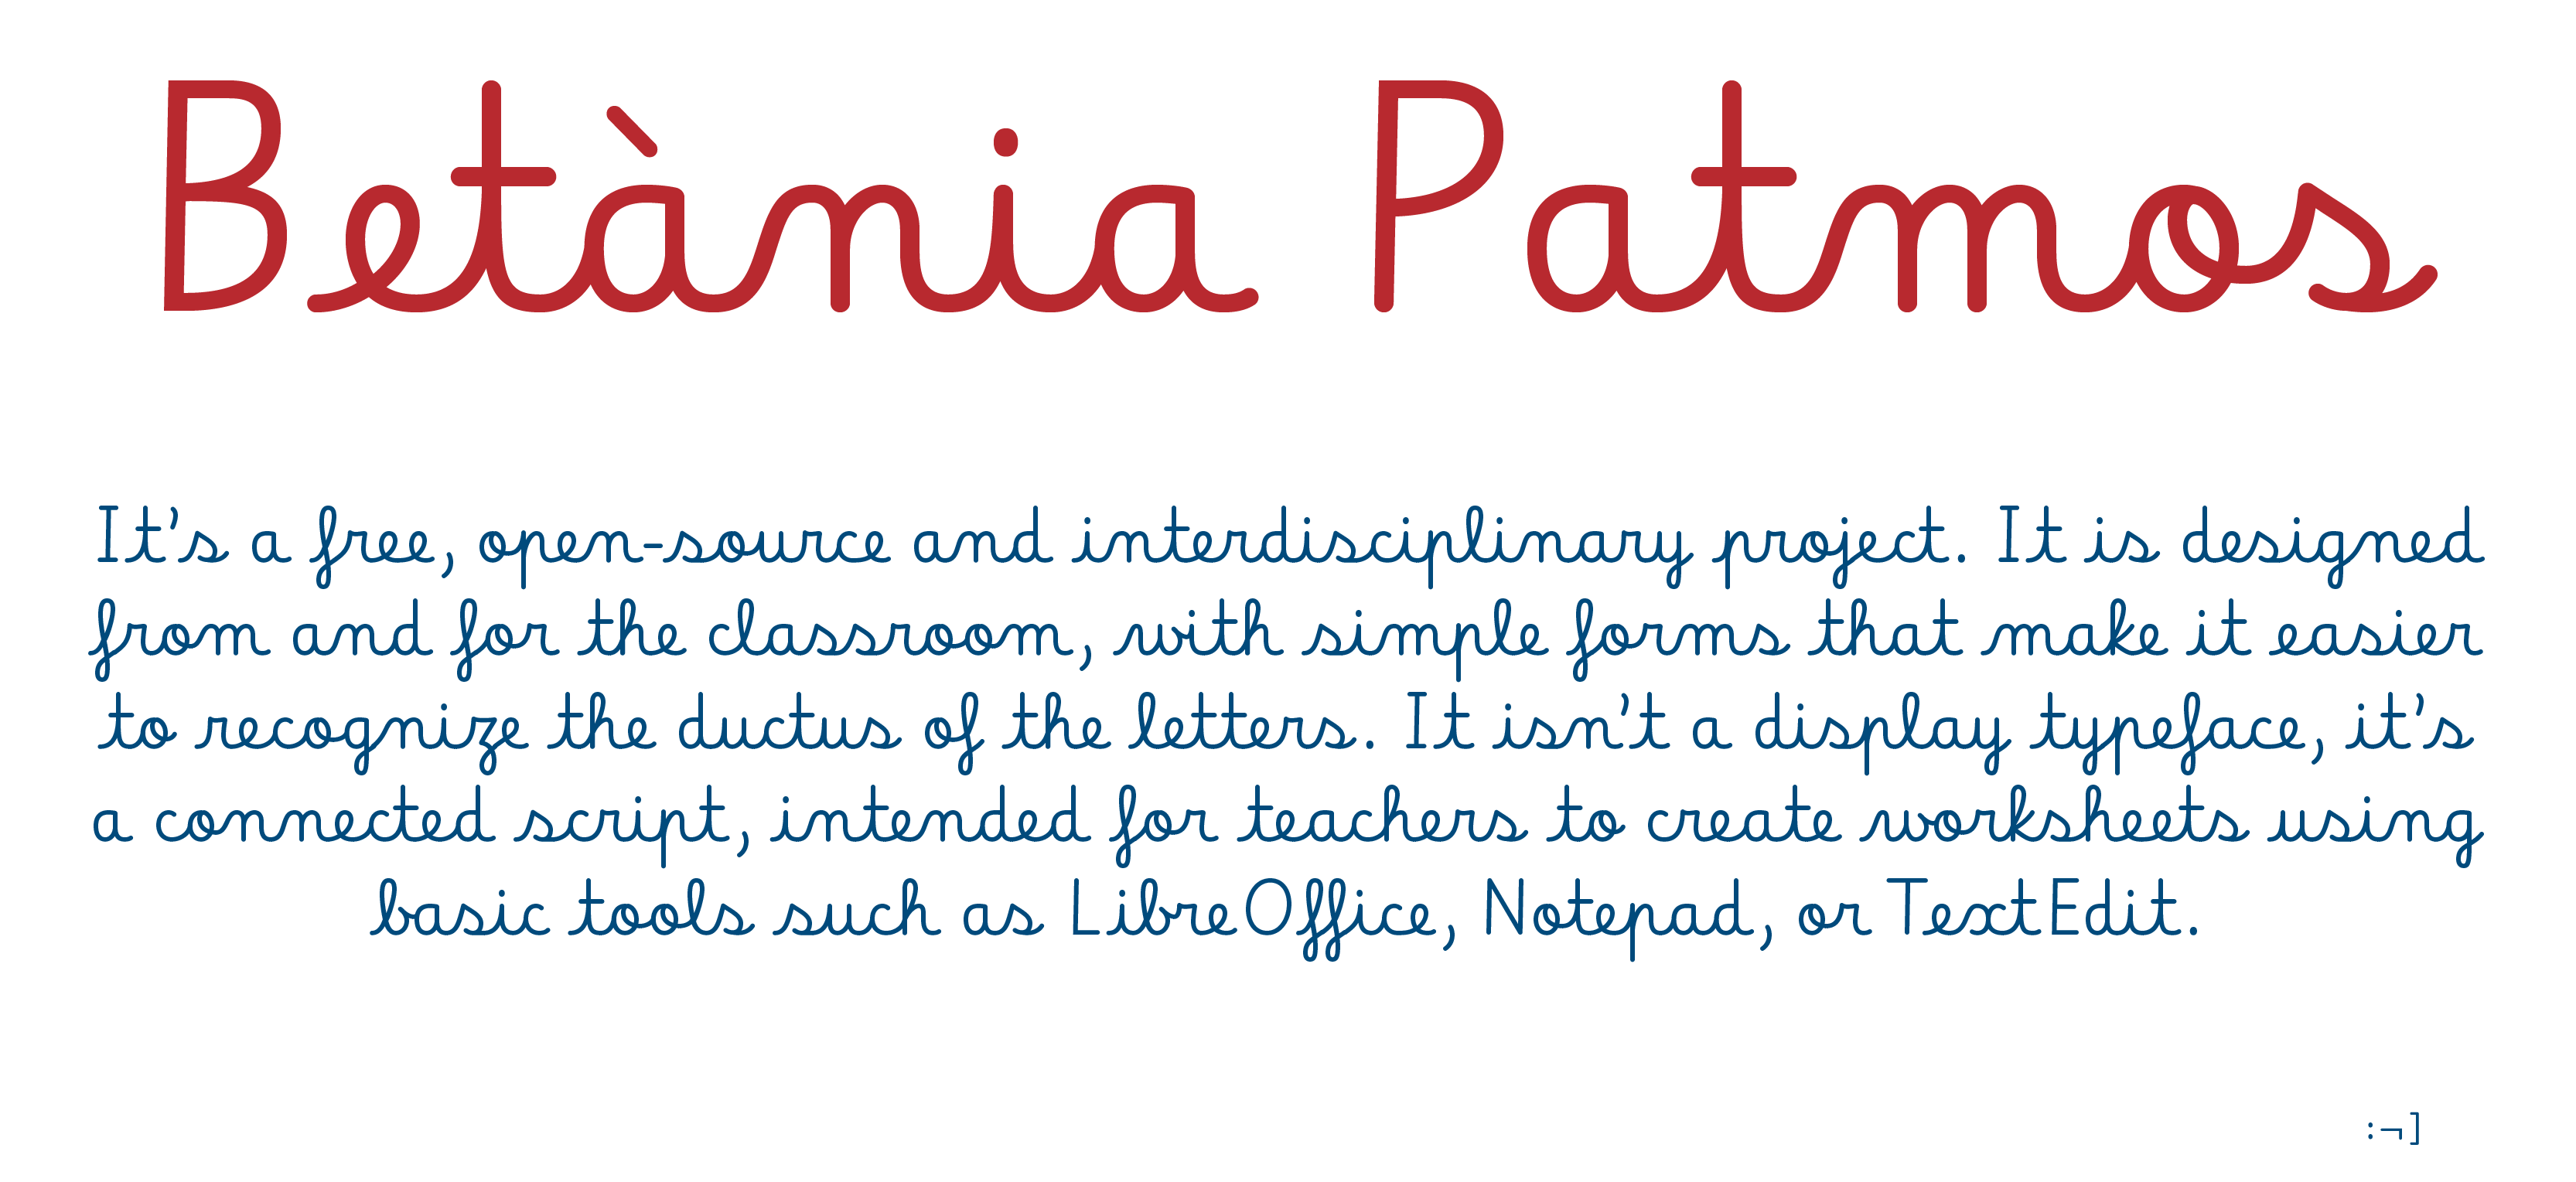 Betània Patmos
It's a free, open-source and interdisciplinary project. It is designed
from and for the classroom, with simple forms that make it easier
to recognize the ductus of the letters. It isn't a display typeface, it's
a connected script, intended for teachers to create worksheets using
basic tools such as LibreOffice, Notepad, or TextEdit.
:¬]